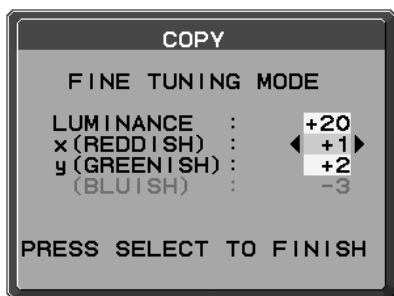 COPY
FINE TUNING MODE
LUMINANCE : +20
x(REDDISH) : +1
y(GREENISH) : +2
(BLUISH) : -3
PRESS SELECT TO FINISH